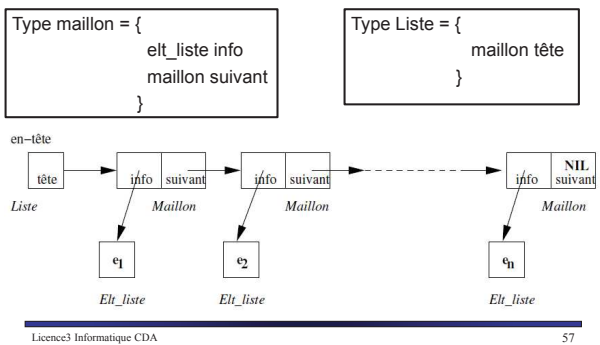 Type maillon = {
elt_liste info
maillon suivant
}
Type Liste = {
maillon tête
}
en-tête
tête
info suivant
info suivant
NIL
info suivant
Liste
Maillon
Maillon
Maillon
e1
e2
en
Elt_liste
Elt_liste
Elt_liste
Licence3 Informatique CDA
57